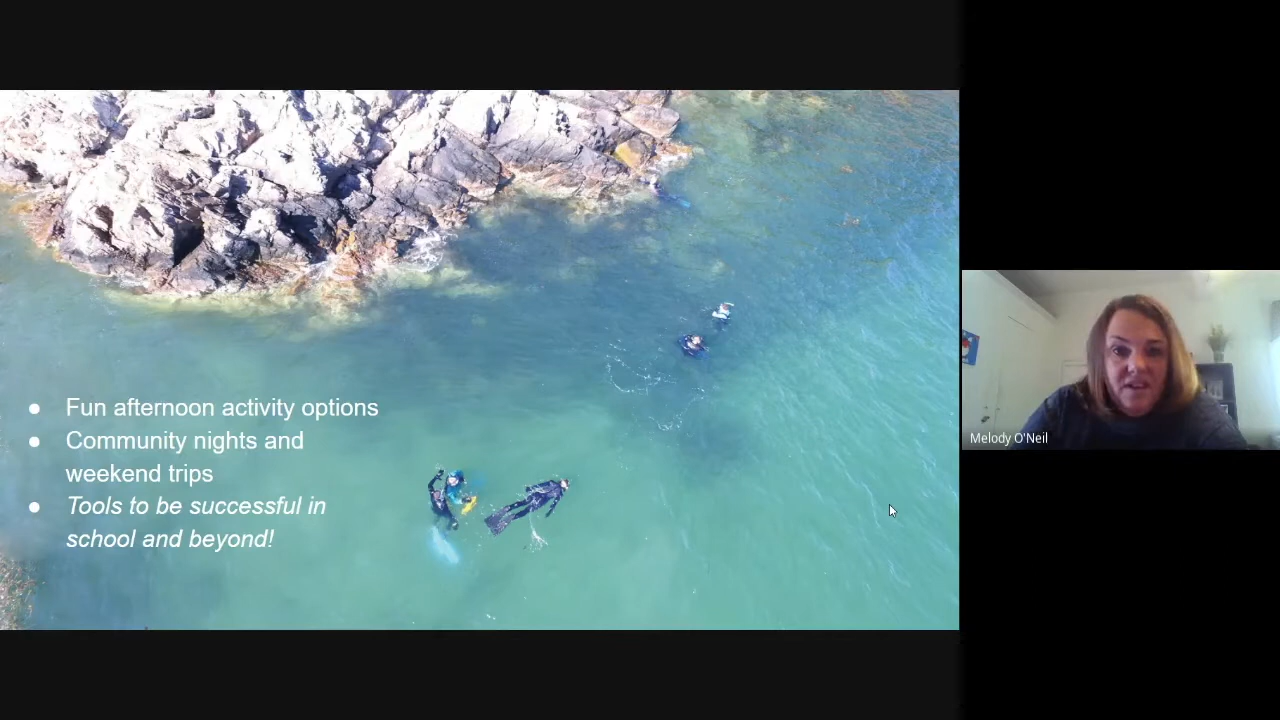 ● Fun afternoon activity options
● Community nights and
weekend trips
● Tools to be successful in
school and beyond!
Melody O'Neil